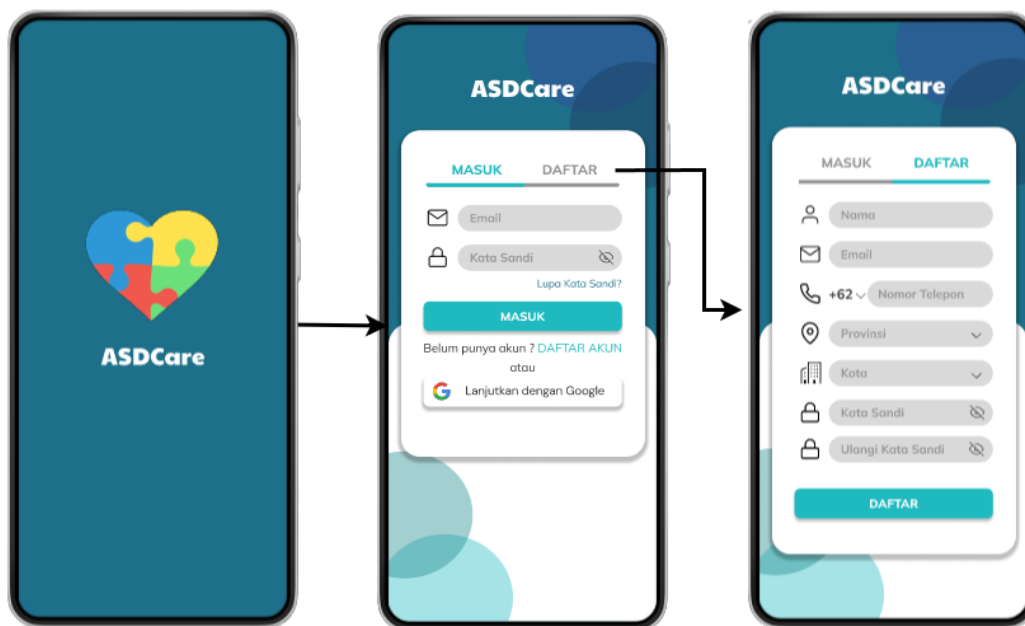 ASDCare
ASDCare
MASUK DAFTAR
Email
Kata Sandi
Lupa Kata Sandi?
MASUK
Belum punya akun ? DAFTAR AKUN
atau
Lanjutkan dengan Google
ASDCare
MASUK DAFTAR
Nama
Email
+62 Nomor Telepon
Provinsi
Kota
Kata Sandi
Ulangi Kata Sandi
DAFTAR